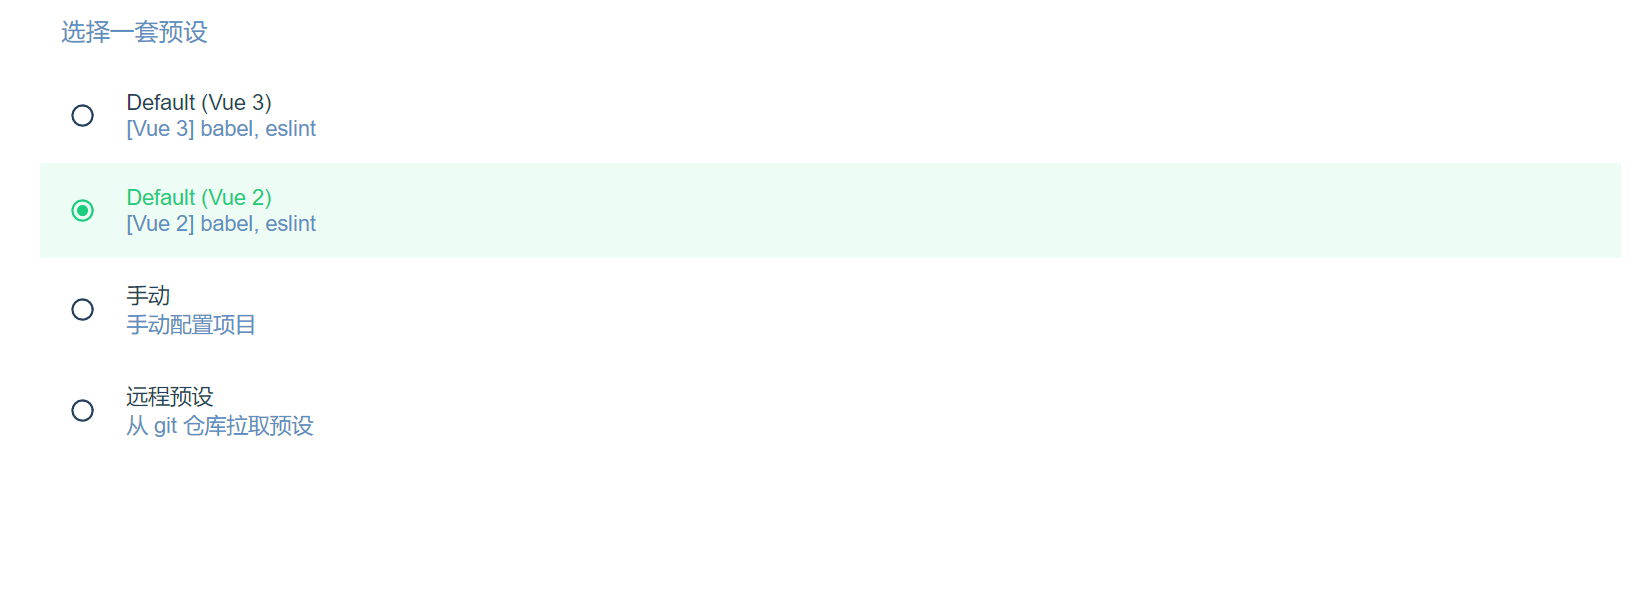 选择一套预设
Default (Vue 3)
[Vue 3] babel, eslint
Default (Vue 2)
[Vue 2] babel, eslint
手动
手动配置项目
远程预设
从 git 仓库拉取预设